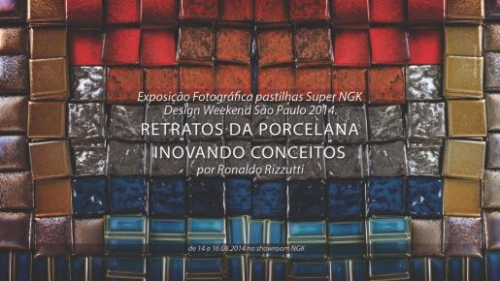 Exposição Fotográfica pastilhas Super NGK
Design Weekend São Paulo 2014.
RETRATOS DA PORCELANA
INOVANDO CONCEITOS
por Ronaldo Rizzutti
de 14 a 16.08.2014 no showroom NGK